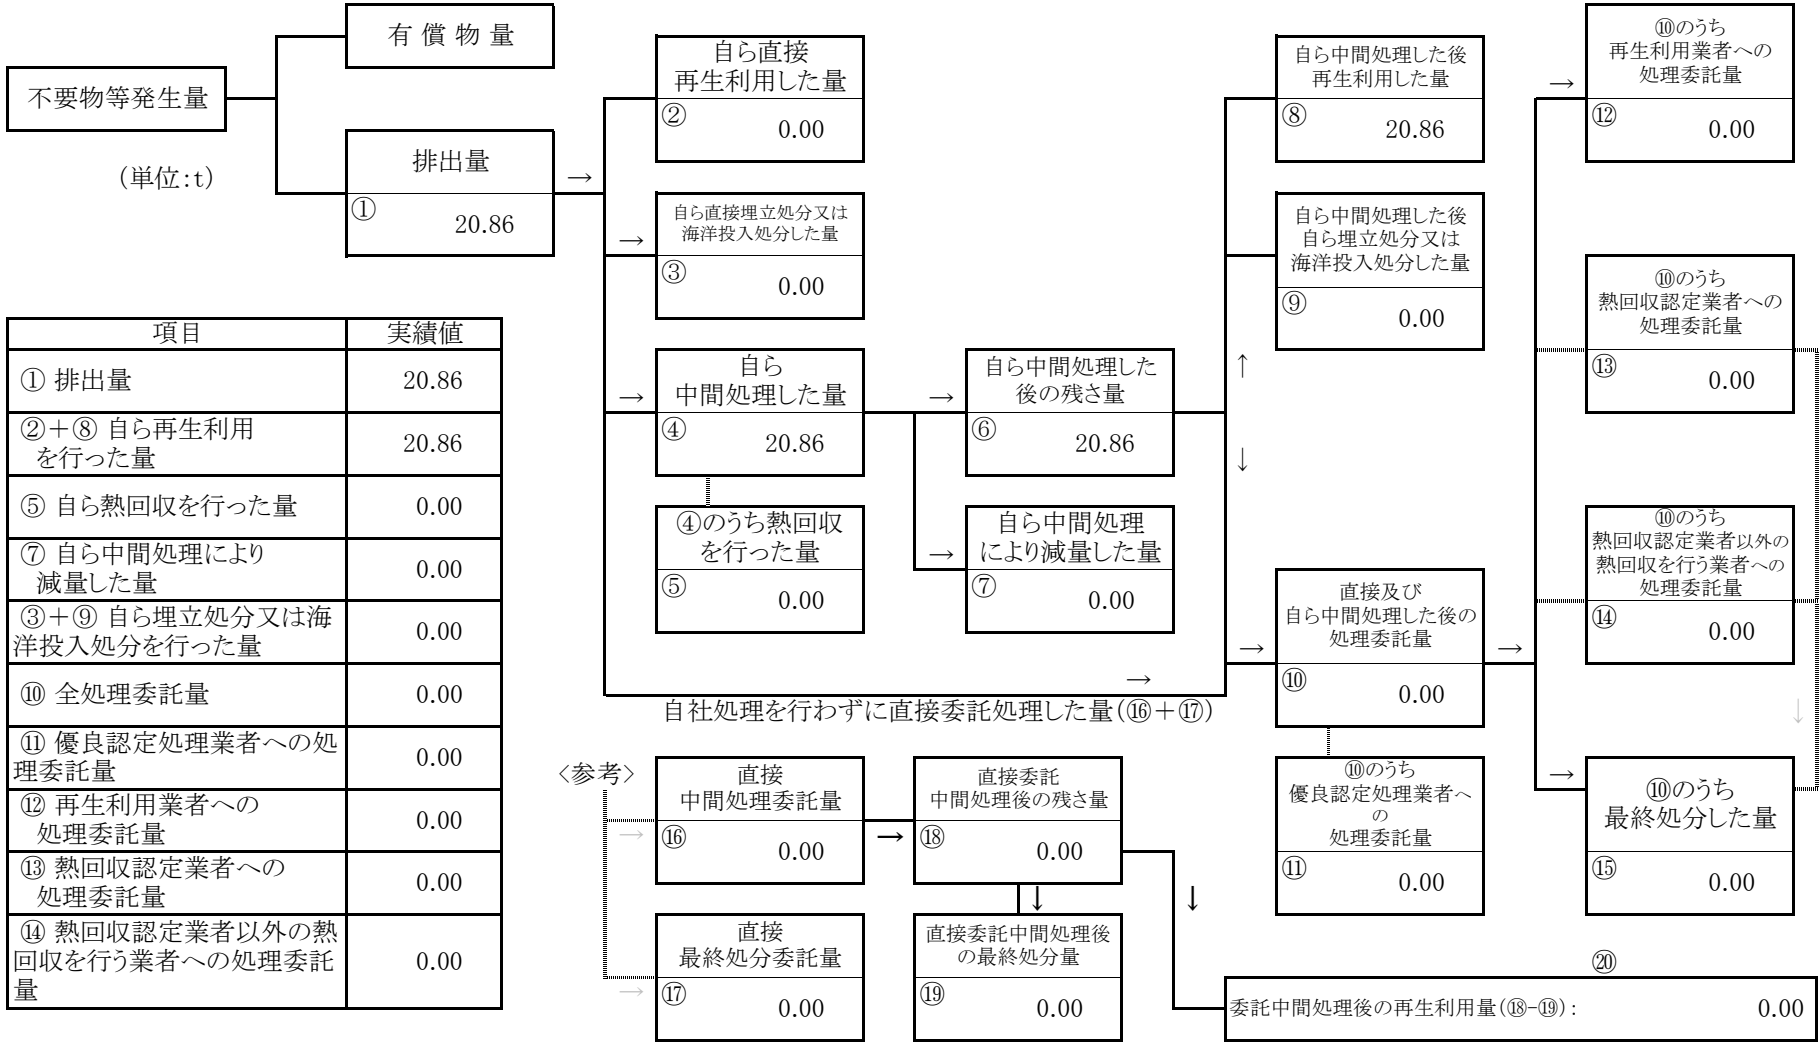 有 償 物 量
不要物等発生量
（単位：t）
排出量
→
①
20.86
自ら直接
再生利用した量
②
0.00
自ら直接埋立処分又は
海洋投入処分した量
→
③
0.00
自ら
中間処理した量
→
④
20.86
④のうち熱回収
を行った量
⑤
0.00
自ら中間処理した
後の残さ量
→
⑥
20.86
自ら中間処理
により減量した量
→
⑦
0.00
自ら中間処理した後
再生利用した量
⑧
20.86
自ら中間処理した後
自ら埋立処分又は
海洋投入処分した量
⑨
0.00
↑
↓
直接及び
自ら中間処理した後の
処理委託量
→
⑩
0.00
→
⑩のうち
優良認定処理業者へ
の
処理委託量
⑪
0.00
⑩のうち
再生利用業者への
処理委託量
→
⑫
0.00
⑩のうち
熱回収認定業者への
処理委託量
⑬
0.00
⑩のうち
熱回収認定業者以外の
熱回収を行う業者への
処理委託量
⑭
0.00
↓
⑩のうち
最終処分した量
→
⑮
0.00
→
自社処理を行わずに直接委託処理した量（⑯＋⑰）
＜参考＞
直接
中間処理委託量
→
⑯
0.00
→
直接
最終処分委託量
→
⑰
0.00
直接委託
中間処理後の残さ量
⑱
0.00
↓
直接委託中間処理後
の最終処分量
⑲
0.00
↓
⑳
委託中間処理後の再生利用量（⑱-⑲）： 0.00
項目 実績値
① 排出量 20.86
②＋⑧ 自ら再生利用
を行った量 20.86
⑤ 自ら熱回収を行った量 0.00
⑦ 自ら中間処理により
減量した量 0.00
③＋⑨ 自ら埋立処分又は海
洋投入処分を行った量 0.00
⑩ 全処理委託量 0.00
⑪ 優良認定処理業者への処
理委託量 0.00
⑫ 再生利用業者への
処理委託量 0.00
⑬ 熱回収認定業者への
処理委託量 0.00
⑭ 熱回収認定業者以外の熱
回収を行う業者への処理委託
量 0.00